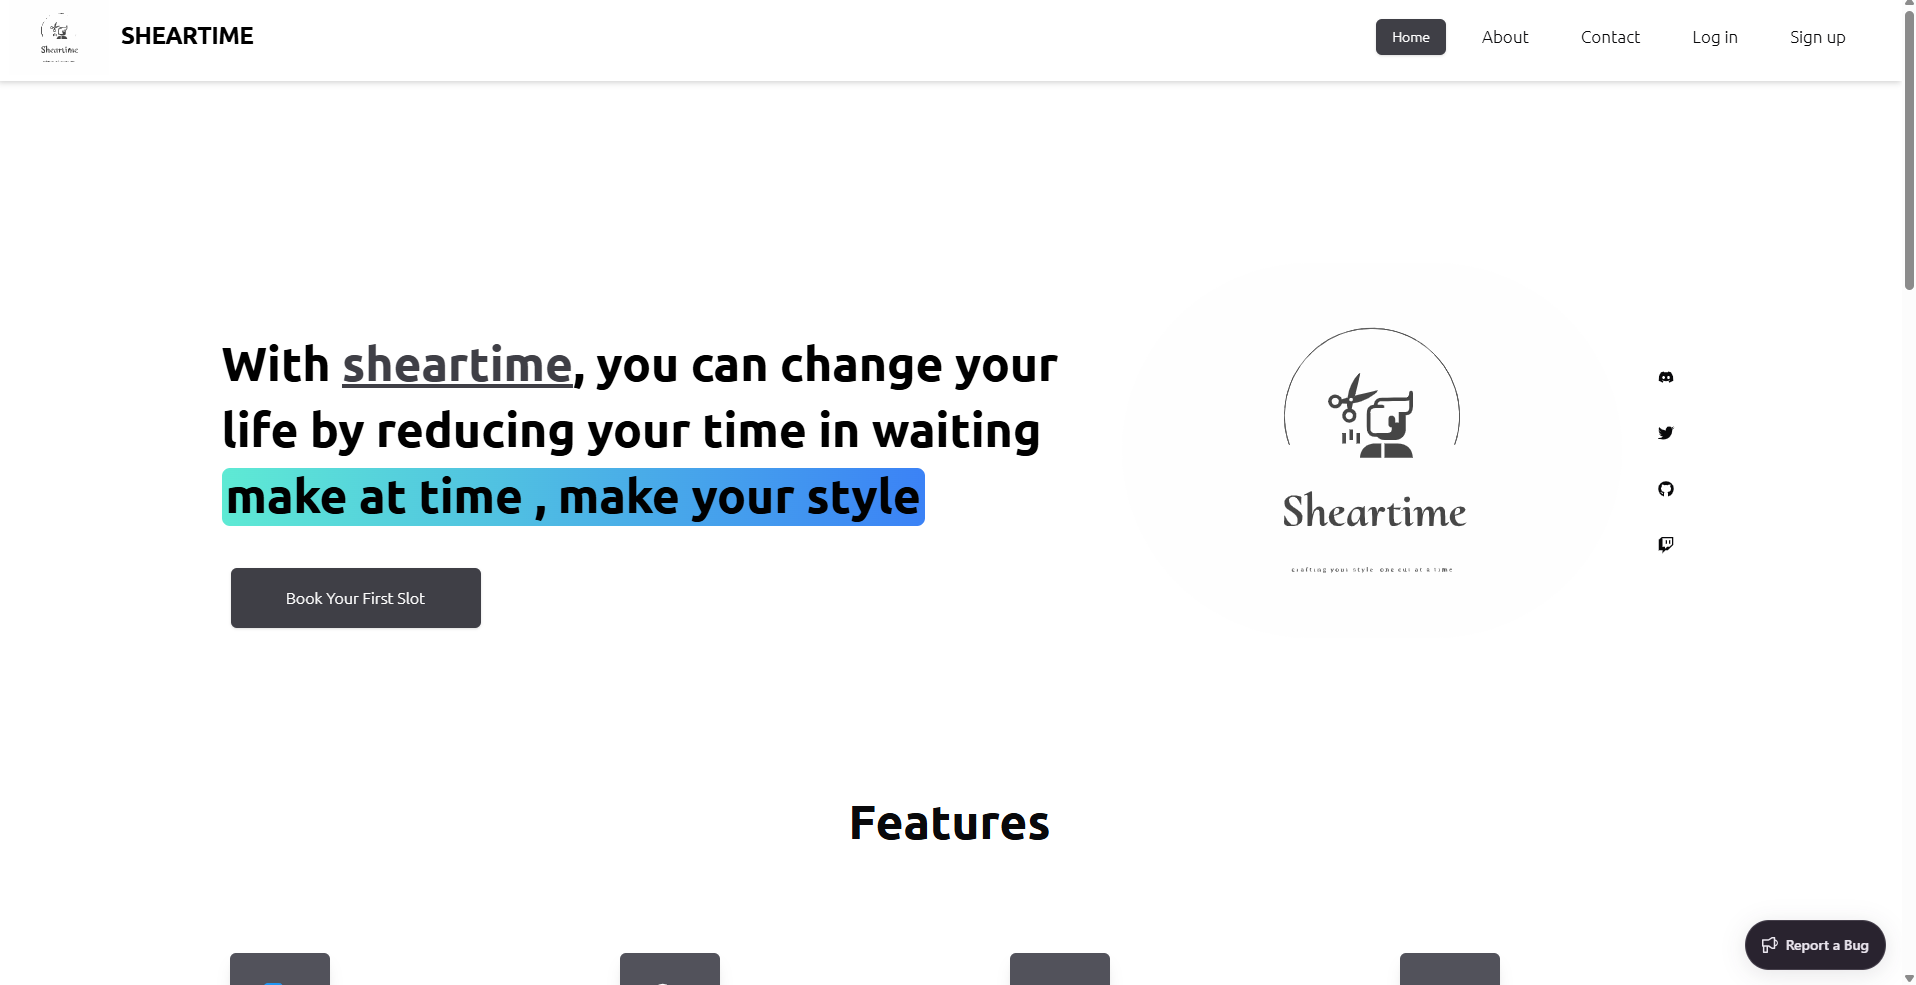 Sheartime
SHEARTIME
Home
About
Contact
Log in
Sign up
With sheartime, you can change your
life by reducing your time in waiting
make at time , make your style
Book Your First Slot
Sheartime
crafting your style one cut at a time
Features
Report a Bug